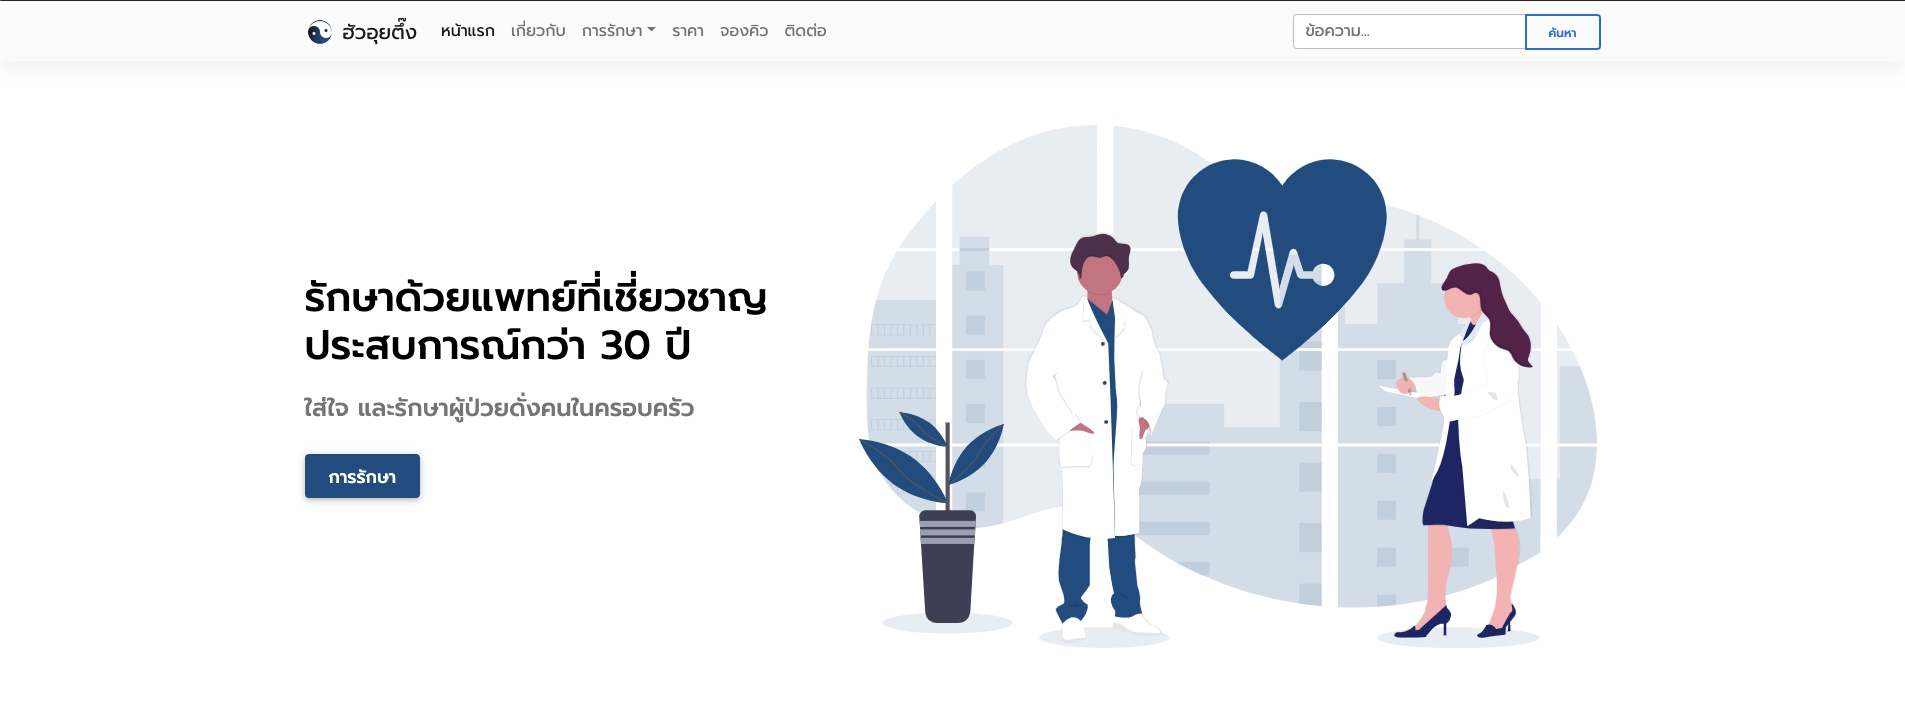 ฮัวอุยตึ๊ง หน้าแรก เกี่ยวกับ การรักษา ราคา จองคิว ติดต่อ ข้อความ... ค้นหา
รักษาด้วยแพทย์ที่เชี่ยวชาญ
ประสบการณ์กว่า 30 ปี
ใส่ใจ และรักษาผู้ป่วยดั่งคนในครอบครัว
การรักษา